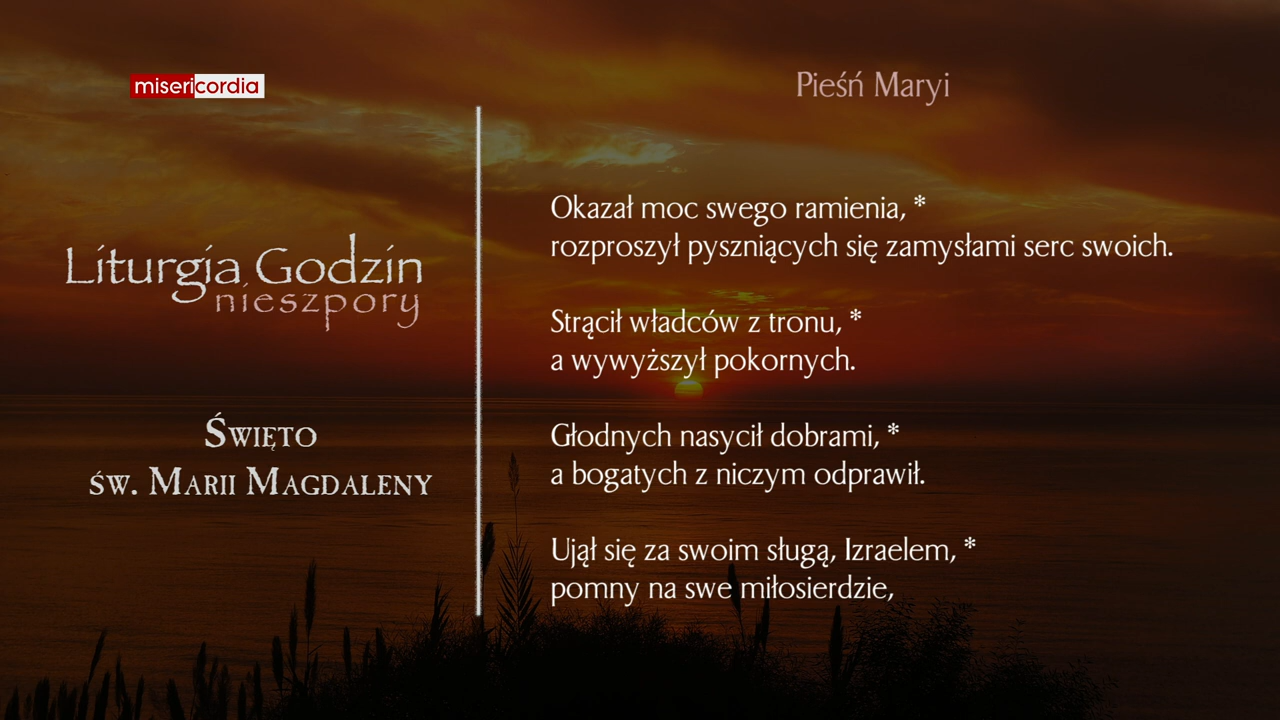 misericordia
Pieśń Maryi
Liturgia Godzin
nieszpory
Święto
św. Marii Magdaleny
Okazał moc swego ramienia, *
rozproszył pyszniących się zamysłami serc swoich.
Strącił władców z tronu, *
a wywyższył pokornych.
Głodnych nasycił dobrami, *
a bogatych z niczym odprawił.
Ujął się za swoim sługą, Izraelem, *
pomny na swe miłosierdzie,